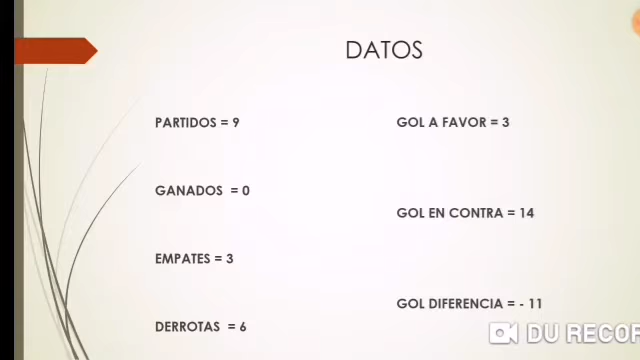 DATOS
PARTIDOS = 9
GANADOS = 0
EMPATES = 3
DERROTAS = 6
GOL A FAVOR = 3
GOL EN CONTRA = 14
GOL DIFERENCIA = - 11
DU RECOR